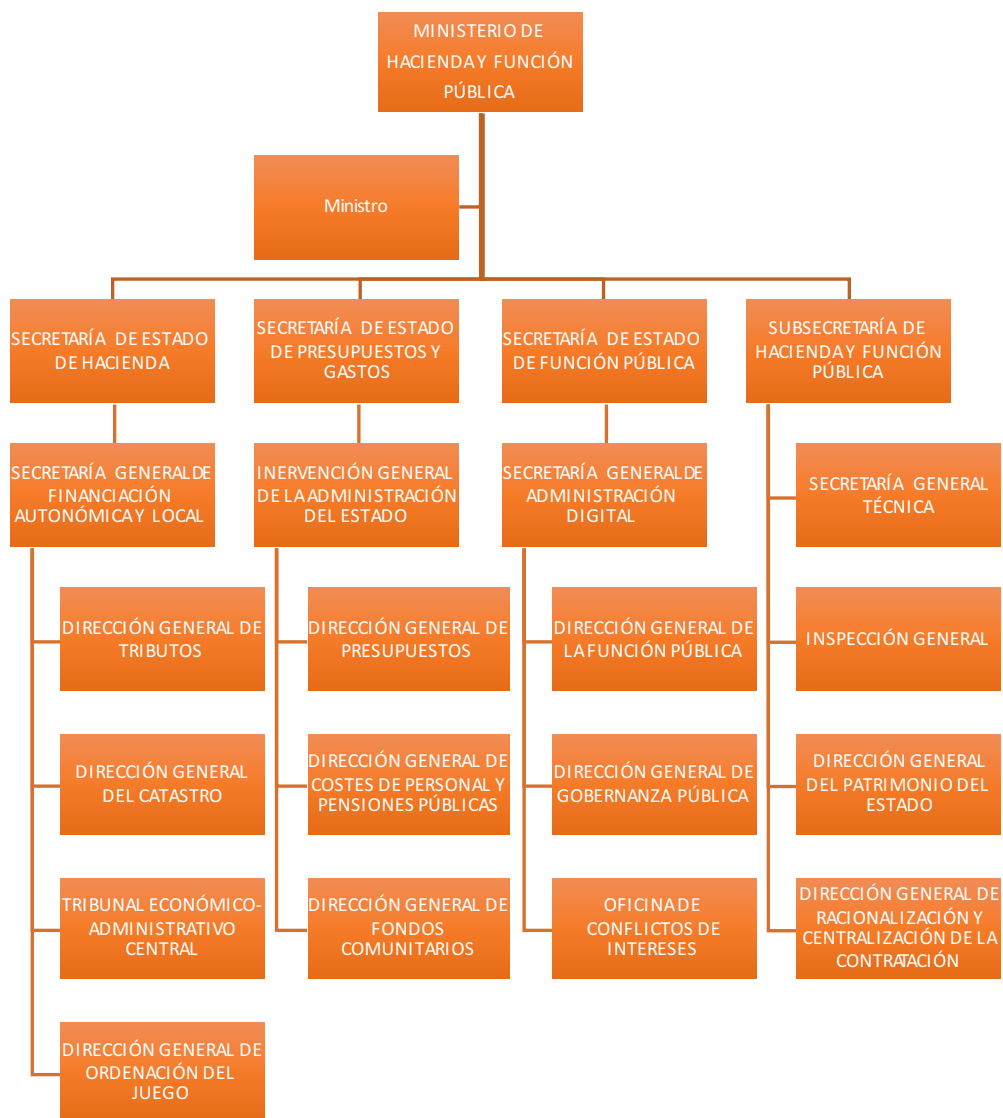 MINISTERIO DE
HACIENDA Y FUNCIÓN
PÚBLICA
Ministro
SECRETARÍA DE ESTADO
DE HACIENDA
SECRETARÍA DE ESTADO
DE PRESUPUESTOS Y
GASTOS
SECRETARÍA DE ESTADO
DE FUNCIÓN PÚBLICA
SUBSECRETARÍA DE
HACIENDA Y FUNCIÓN
PÚBLICA
SECRETARÍA GENERAL DE
FINANCIACIÓN
AUTONÓMICA Y LOCAL
INERVENCIÓN GENERAL
DE LA ADMINISTRACIÓN
DEL ESTADO
SECRETARÍA GENERAL DE
ADMINISTRACIÓN
DIGITAL
SECRETARÍA GENERAL
TÉCNICA
DIRECCIÓN GENERAL DE
TRIBUTOS
DIRECCIÓN GENERAL DE
PRESUPUESTOS
DIRECCIÓN GENERAL DE
LA FUNCIÓN PÚBLICA
INSPECCIÓN GENERAL
DIRECCIÓN GENERAL
DEL CATASTRO
DIRECCIÓN GENERAL DE
COSTES DE PERSONAL Y
PENSIONES PÚBLICAS
DIRECCIÓN GENERAL DE
GOBERNANZA PÚBLICA
DIRECCIÓN GENERAL
DEL PATRIMONIO DEL
ESTADO
TRIBUNAL ECONÓMICO-
ADMINISTRATIVO
CENTRAL
DIRECCIÓN GENERAL DE
FONDOS
COMUNITARIOS
OFICINA DE
CONFLICTOS DE
INTERESES
DIRECCIÓN GENERAL DE
RACIONALIZACIÓN Y
CENTRALIZACIÓN DE LA
CONTRATACIÓN
DIRECCIÓN GENERAL DE
ORDENACIÓN DEL
JUEGO